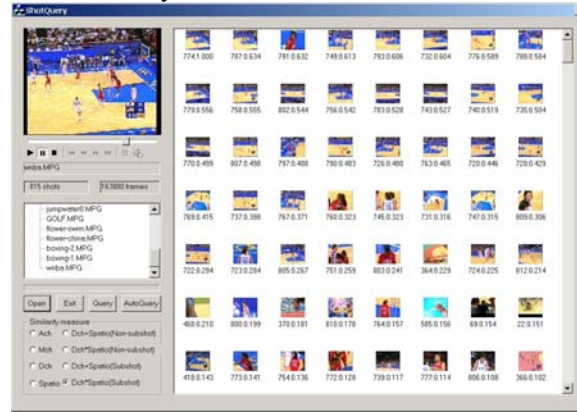 ShotQuery
774:1.000 797:0.634 791:0.632 749:0.613 793:0.606 732:0.604 776:0.589 788:0.584
779:0.556 758:0.555 802:0.544 756:0.542 783:0.528 743:0.527 740:0.519 735:0.504
770:0.499 807:0.498 797:0.488 798:0.483 726:0.480 763:0.465 720:0.446 728:0.429
wnba.MPG
815 shots 163880 frames
769:0.415 737:0.398 767:0.371 760:0.323 745:0.323 731:0.316 747:0.315 809:0.306
jumpwater0.MPG
GOLF.MPG
flower-swim.MPG
flower-china.MPG
boxing-2.MPG
boxing-1.MPG
wnba.MPG
722:0.294 723:0.284 805:0.267 751:0.259 803:0.241 364:0.229 724:0.225 812:0.214
Open Exit Query AutoQuery
468:0.210 800:0.199 370:0.181 810:0.178 764:0.157 585:0.156 69:0.154 22:0.151
Similarity measure
Ach Dch+Spatio(Non-subshot)
Mch Dch*Spatio(Non-subshot)
Dch Dch+Spatio(Subshot)
Spatio Dch*Spatio(Subshot)
418:0.143 773:0.141 754:0.136 772:0.128 739:0.117 777:0.114 806:0.108 366:0.102